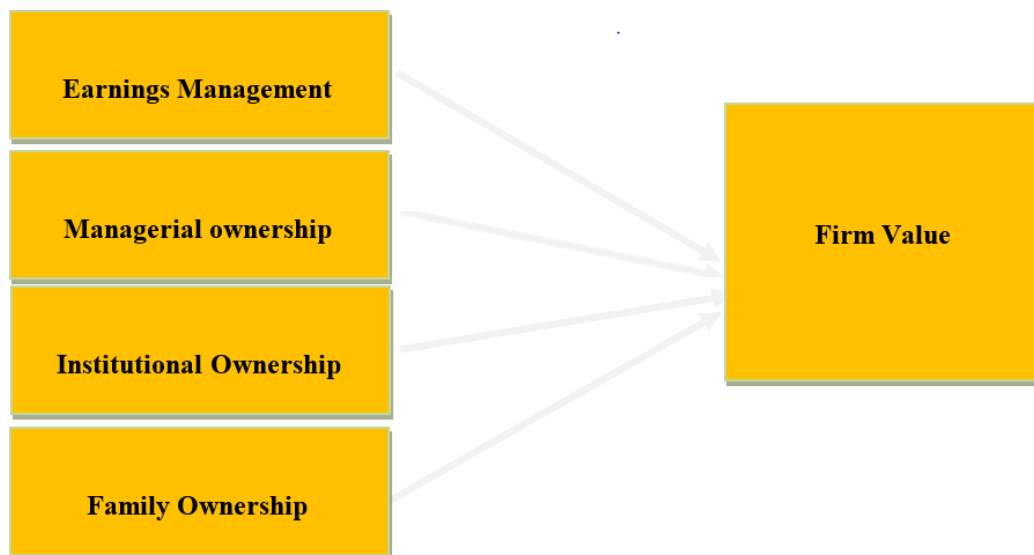 Earnings Management
Managerial ownership
Firm Value
Institutional Ownership
Family Ownership